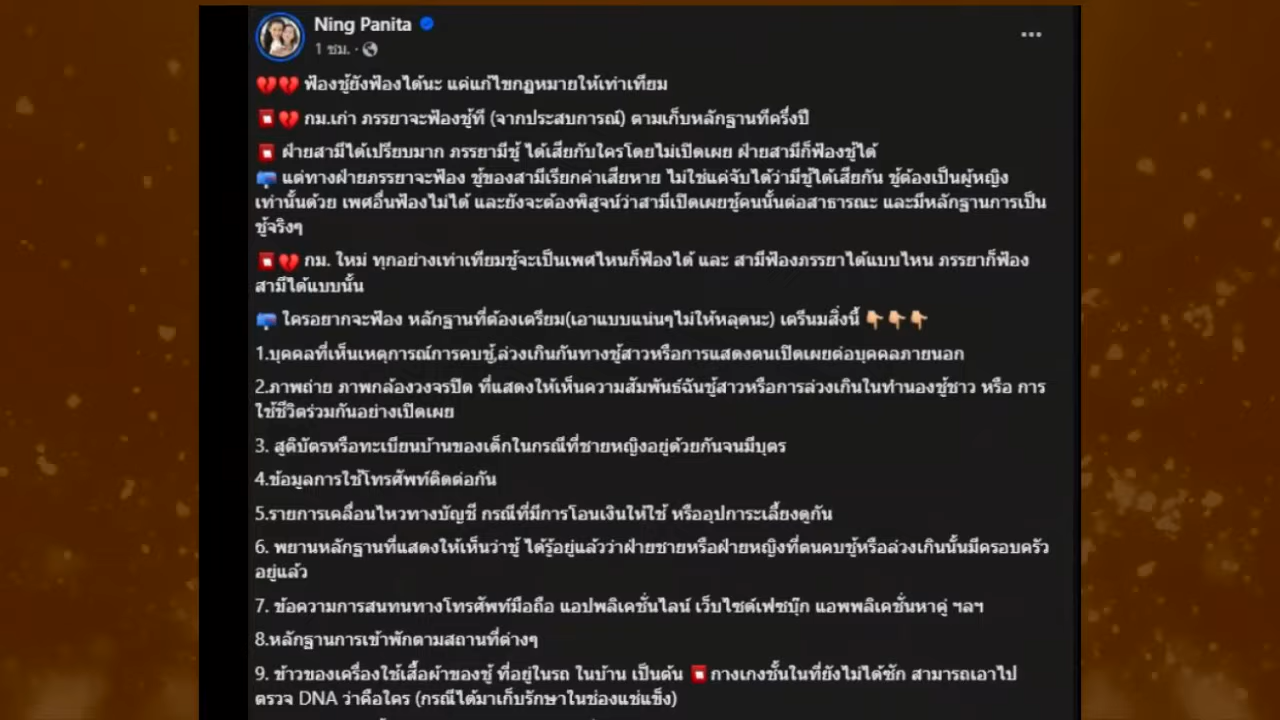 Ning Panita
1 ชม.
ฟ้องชู้ยังฟ้องได้นะ แค่แก้ไขกฏหมายให้เท่าเทียม
กม.เก่า ภรรยาจะฟ้องชู้ที (จากประสบการณ์) ตามเก็บหลักฐานทีครึ่งปี
ฝ่ายสามีได้เปรียบมาก ภรรยามีชู้ ได้เสียกับใครโดยไม่เปิดเผย ฝ่ายสามีก็ฟ้องชู้ได้
แต่ทางฝ่ายภรรยาจะฟ้อง ชู้ของสามีเรียกค่าเสียหาย ไม่ใช่แค่จับได้ว่ามีชู้ได้เสียกัน ชู้ต้องเป็นผู้หญิง
เท่านั้นด้วย เพศอื่นฟ้องไม่ได้ และยังจะต้องพิสูจน์ว่าสามีเปิดเผยชู้คนนั้นต่อสาธารณะ และมีหลักฐานการเป็น
ชู้จริงๆ
กม. ใหม่ ทุกอย่างเท่าเทียมชู้จะเป็นเพศไหนก็ฟ้องได้ และ สามีฟ้องภรรยาได้แบบไหน ภรรยาก็ฟ้อง
สามีได้แบบนั้น
ใครอยากจะฟ้อง หลักฐานที่ต้องเตรียม(เอาแบบแน่นๆไม่ให้หลุดนะ) เตรีนมสิ่งนี้ 👇🏻👇🏻👇🏻
1.บุคคลที่เห็นเหตุการณ์การคบชู้,ล่วงเกินกันทางชู้สาวหรือการแสดงตนเปิดเผยต่อบุคคลภายนอก
2.ภาพถ่าย ภาพกล้องวงจรปิด ที่แสดงให้เห็นความสัมพันธ์ฉันชู้สาวหรือการล่วงเกินในทำนองชู้ชาว หรือ การ
ใช้ชีวิตร่วมกันอย่างเปิดเผย
3. สูติบัตรหรือทะเบียนบ้านของเด็กในกรณีที่ชายหญิงอยู่ด้วยกันจนมีบุตร
4.ข้อมูลการใช้โทรศัพท์คิดต่อกัน
5.รายการเคลื่อนไหวทางบัญชี กรณีที่มีการโอนเงินให้ใช้ หรืออุปการะเลี้ยงดูกัน
6. พยานหลักฐานที่แสดงให้เห็นว่าชู้ ได้รู้อยู่แล้วว่าฝ่ายชายหรือฝ่ายหญิงที่ตนคบชู้หรือล่วงเกินนั้นมีครอบครัว
อยู่แล้ว
7. ข้อความการสนทนทางโทรศัพท์มือถือ แอปพลิเคชั่นไลน์ เว็บไซต์เฟซบุ๊ก แอพพลิเคชั่นหาคู่ ฯลฯ
8.หลักฐานการเข้าพักตามสถานที่ต่างๆ
9. ข้าวของเครื่องใช้เสื้อผ้าของชู้ ที่อยู่ในรถ ในบ้าน เป็นต้น กางเกงชั้นในที่ยังไม่ได้ซัก สามารถเอาไป
ตรวจ DNA ว่าคือใคร (กรณีได้มาเก็บรักษาในช่องแช่แข็ง)